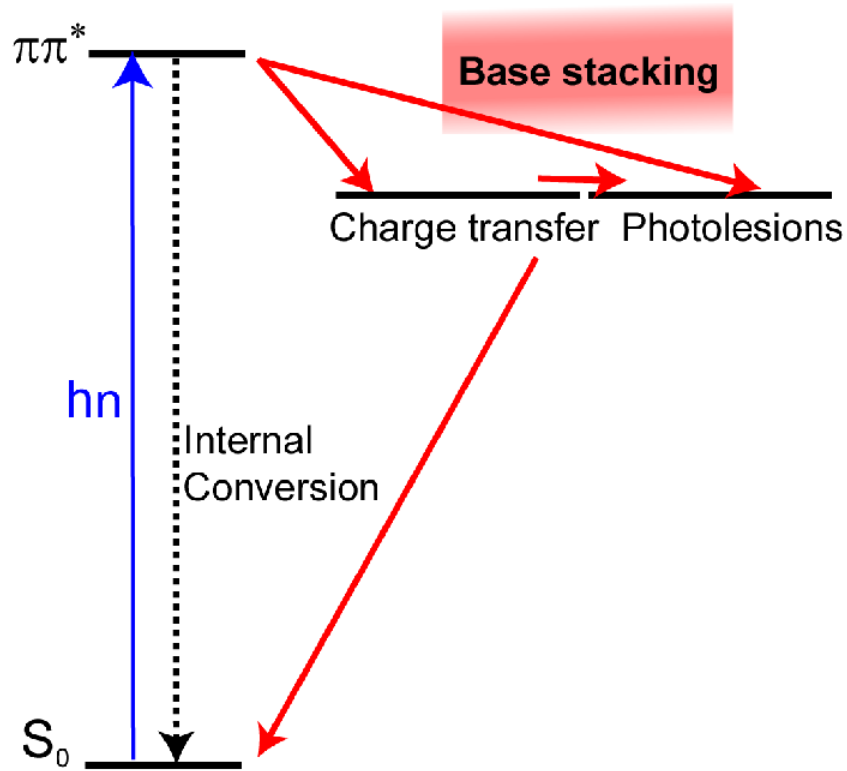 ππ*
Base stacking
Charge transfer Photolesions
hn
Internal
Conversion
S₀